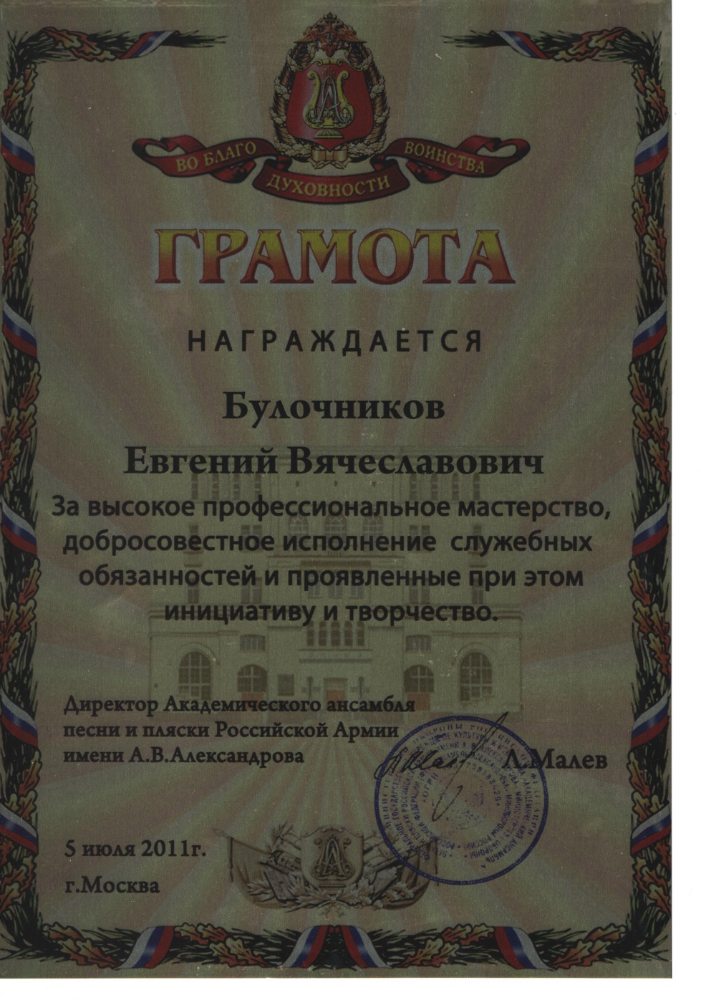 ВО БЛАГО
ДУХОВНОСТИ
ВОИНСТВА
ГРАМОТА
НАГРАЖДАЕТСЯ
Булочников
Евгений Вячеславович
За высокое профессиональное мастерство,
добросовестное исполнение служебных
обязанностей и проявленные при этом
инициативу и творчество.
Директор Академического ансамбля
песни и пляски Российской Армии
имени А.В.Александрова
Л.Малев
5 июля 2011г.
г.Москва